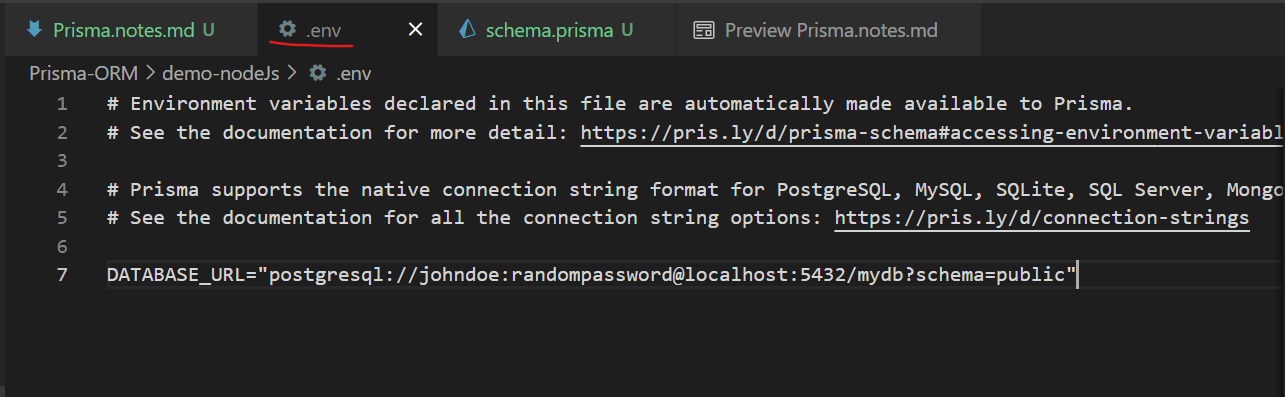 Prisma.notes.md U
.env
schema.prisma U
Preview Prisma.notes.md
Prisma-ORM > demo-nodeJs > .env
1 # Environment variables declared in this file are automatically made available to Prisma.
2 # See the documentation for more detail: https://pris.ly/d/prisma-schema#accessing-environment-variabl
3
4 # Prisma supports the native connection string format for PostgreSQL, MySQL, SQLite, SQL Server, Mongo
5 # See the documentation for all the connection string options: https://pris.ly/d/connection-strings
6
7 DATABASE_URL="postgresql://johndoe:randompassword@localhost:5432/mydb?schema=public"